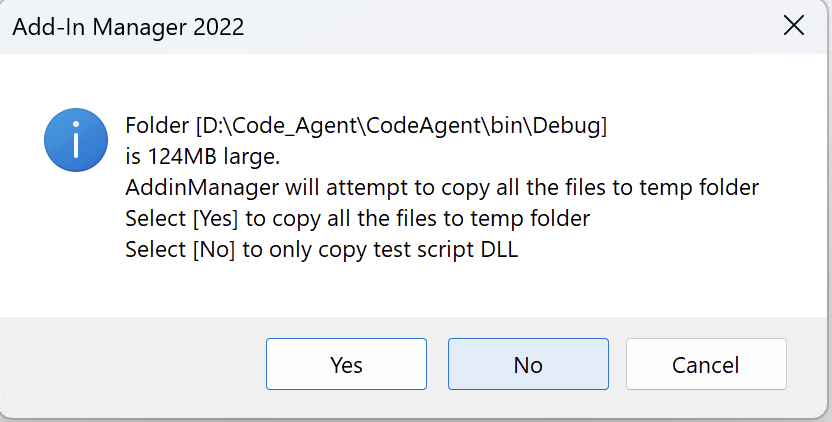 Add-In Manager 2022
Folder [D:\Code_Agent\CodeAgent\bin\Debug]
is 124MB large.
AddinManager will attempt to copy all the files to temp folder
Select [Yes] to copy all the files to temp folder
Select [No] to only copy test script DLL
Yes
No
Cancel